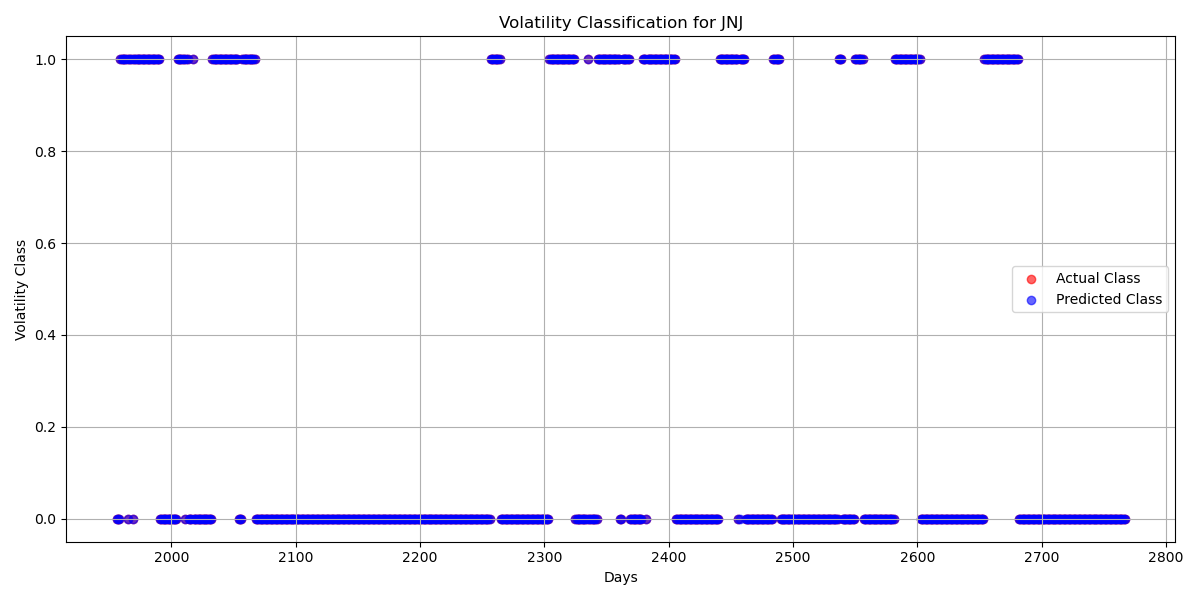 Volatility Classification for JNJ
Volatility Class
1.0
0.8
0.6
0.4
0.2
0.0
Actual Class
Predicted Class
2000 2100 2200 2300 2400 2500 2600 2700 2800
Days